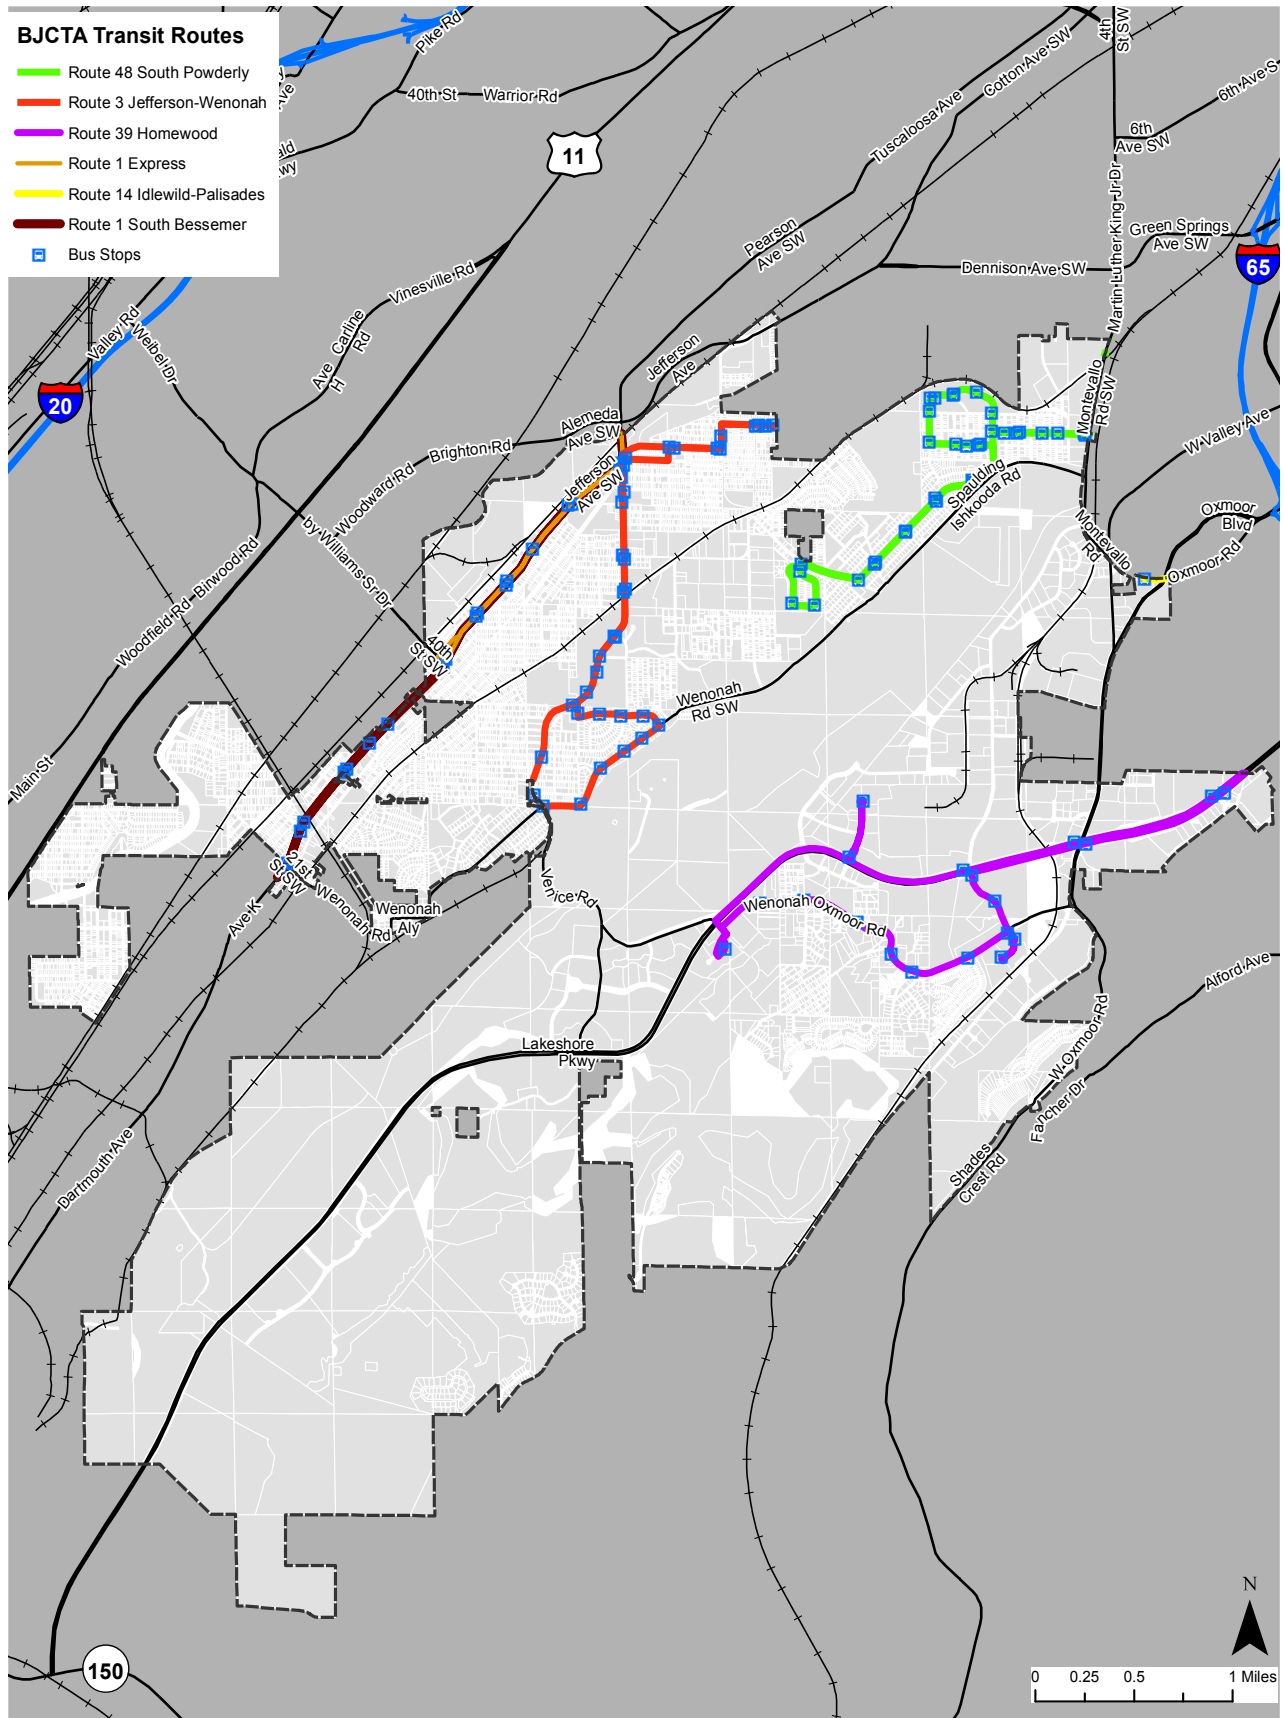 BJCTA Transit Routes
Route 48 South Powderly
Route 3 Jefferson-Wenonah
Route 39 Homewood
Route 1 Express
Route 14 Idlewild-Palisades
Route 1 South Bessemer
Bus Stops
Pike Rd
40th St
Warrior Rd
Ave
ald
wy
11
4th
St SW
Cotton Ave SW
Tuscaloosa Ave
6th Ave S
6th
Ave SW
Martin Luther King Jr Dr
Green Springs
Ave SW
65
Pearson
Ave SW
Dennison Ave SW
Vinesville Rd
Valley Rd
Weibel Dr
Carline
Rd
Ave
H
20
Jefferson
Ave
Alameda
Ave SW
Brighton Rd
Woodward Rd
Jefferson
Ave SW
Montevallo
Rd SW
W Valley Ave
Spaulding
Ishkooda Rd
Oxmoor
Blvd
Montevallo
Rd
Oxmoor Rd
by Williams Sr Dr
Birwood Rd
Woodfield Rd
40th
St SW
Wenonah
Rd SW
Main St
21st
St SW
Wenonah Rd
Wenonah
Aly
Ave K
Venice Rd
Wenonah Oxmoor Rd
Alford Ave
Lakeshore
Pkwy
W Oxmoor Rd
Fancher Dr
Dartmouth Ave
Shades
Crest Rd
150
N
0 0.25 0.5 1 Miles